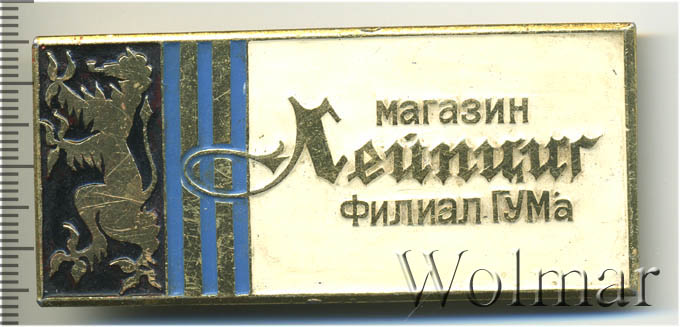 магазин
Лейпциг
филиал ГУМа
Wolmar